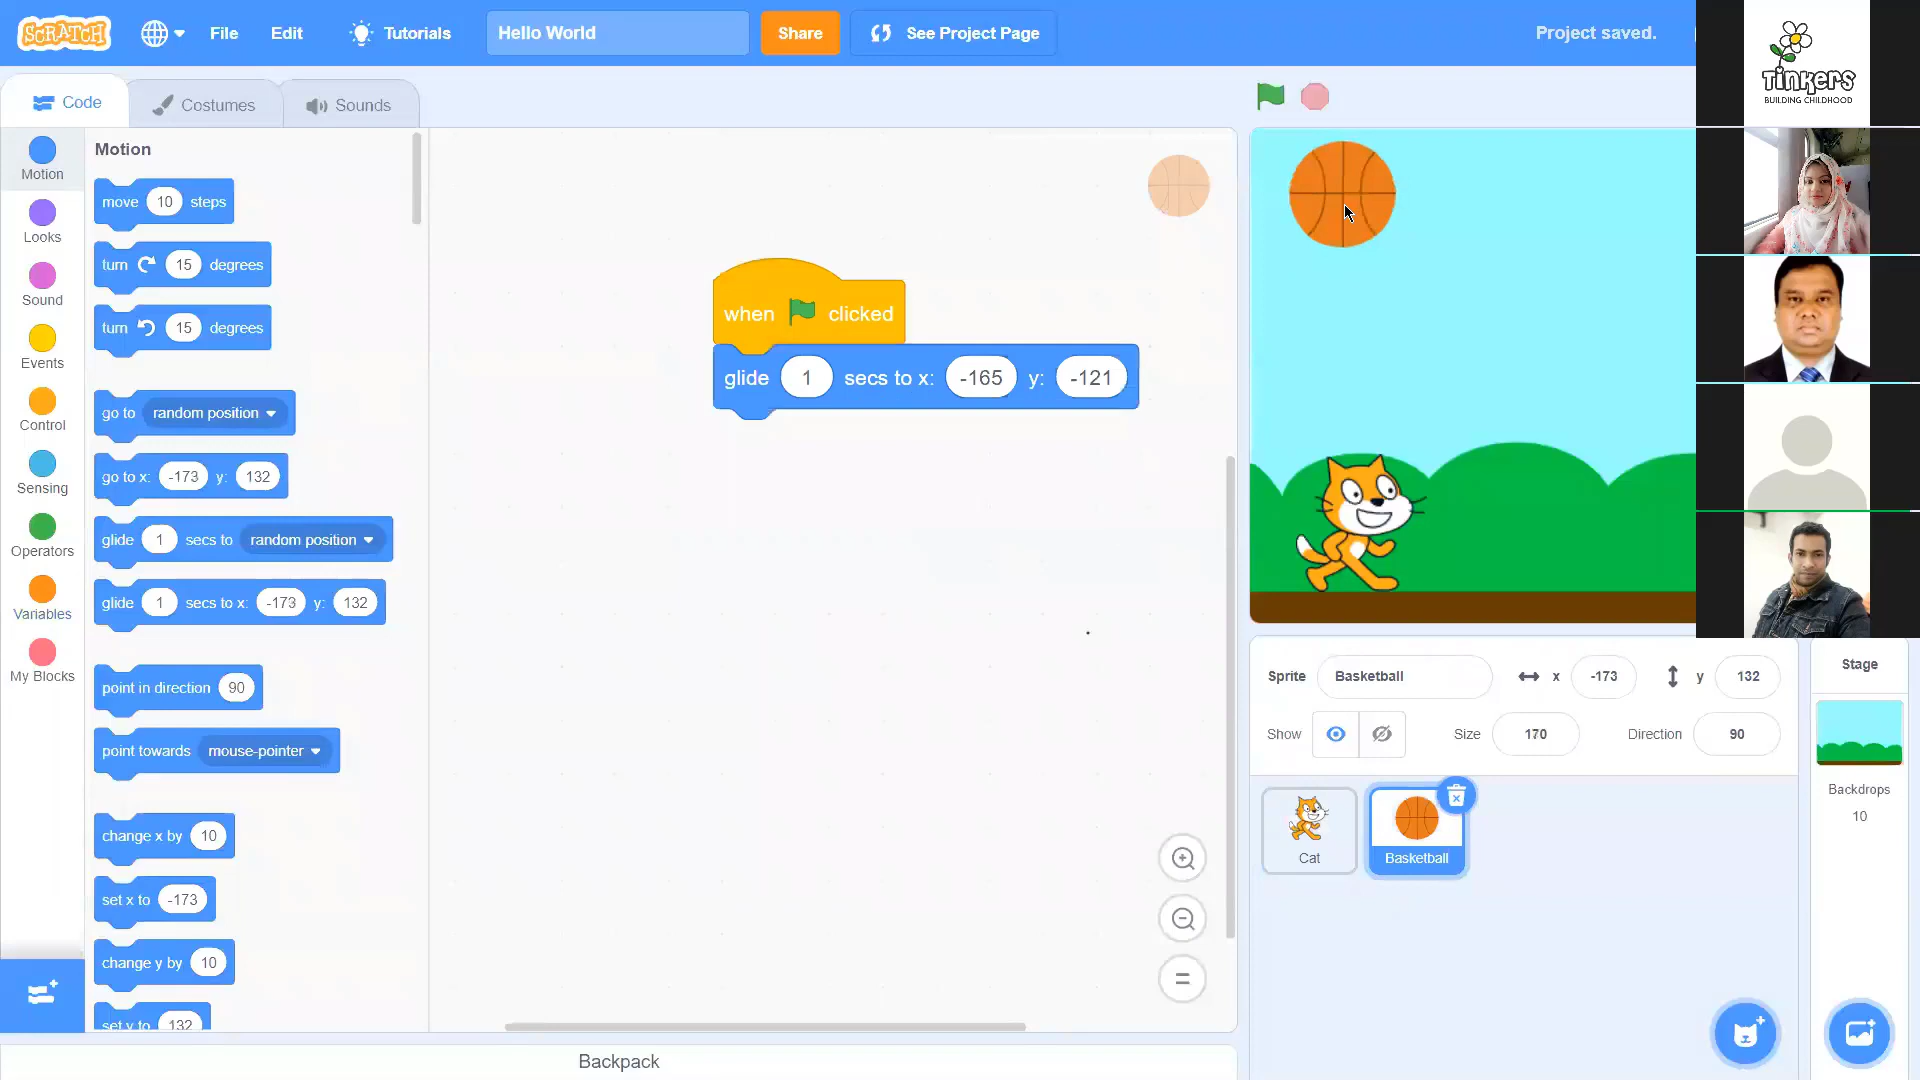 SCRATCH
File
Edit
Tutorials
Hello World
Share
See Project Page
Project saved.
Code
Costumes
Sounds
Motion
Looks
Sound
Events
Control
Sensing
Operators
Variables
My Blocks
Motion
move 10 steps
turn 15 degrees
turn 15 degrees
go to random position
go to x: -173 y: 132
glide 1 secs to random position
glide 1 secs to x: -173 y: 132
point in direction 90
point towards mouse-pointer
change x by 10
set x to -173
change y by 10
set y to 132
when clicked
glide 1 secs to x: -165 y: -121
Backpack
Sprite Basketball x -173 y 132
Show Size 170 Direction 90
Cat
Basketball
Stage
Backdrops
10
TiNKERS
BUILDING CHILDHOOD